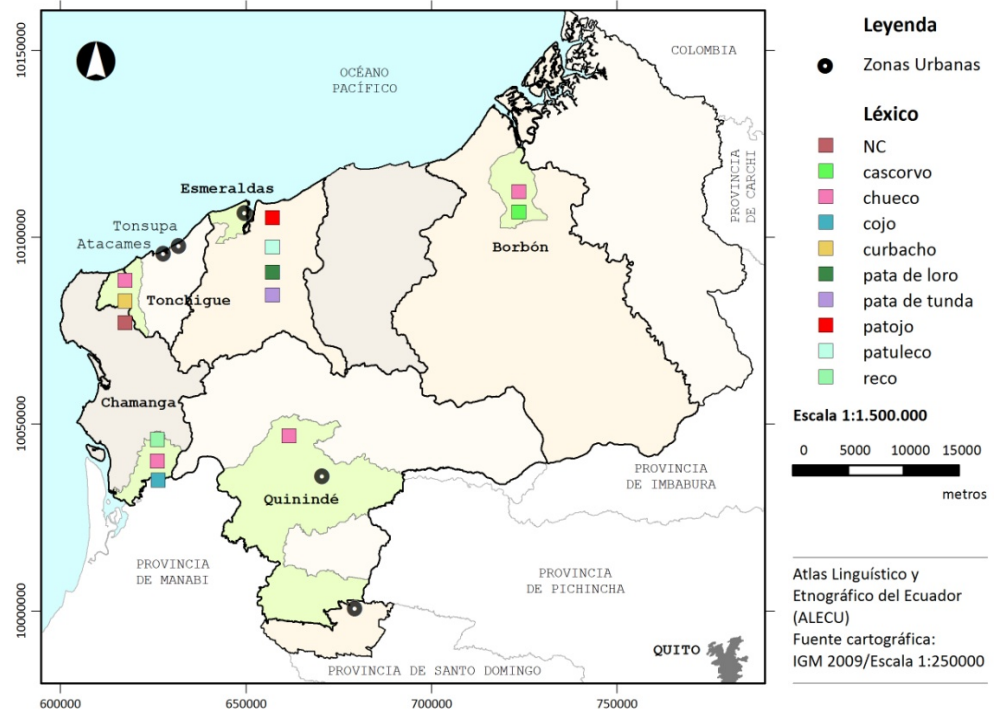 10150000
10100000
10050000
10000000
600000
650000
700000
750000
OCÉANO
PACÍFICO
COLOMBIA
PROVINCIA
DE CARCHI
Esmeraldas
Tonsupa
Atacames
Tonchigue
Borbón
Chamanga
Quinindé
PROVINCIA
DE IMBABURA
PROVINCIA
DE MANABI
PROVINCIA
DE PICHINCHA
QUITO
PROVINCIA DE SANTO DOMINGO
Leyenda
Zonas Urbanas
Léxico
NC
cascorvo
chueco
cojo
curbacho
pata de loro
pata de tunda
patojo
patuleco
reco
Escala 1:1.500.000
0 5000 10000 15000
metros
Atlas Linguístico y
Etnográfico del Ecuador
(ALECU)
Fuente cartográfica:
IGM 2009/Escala 1:250000